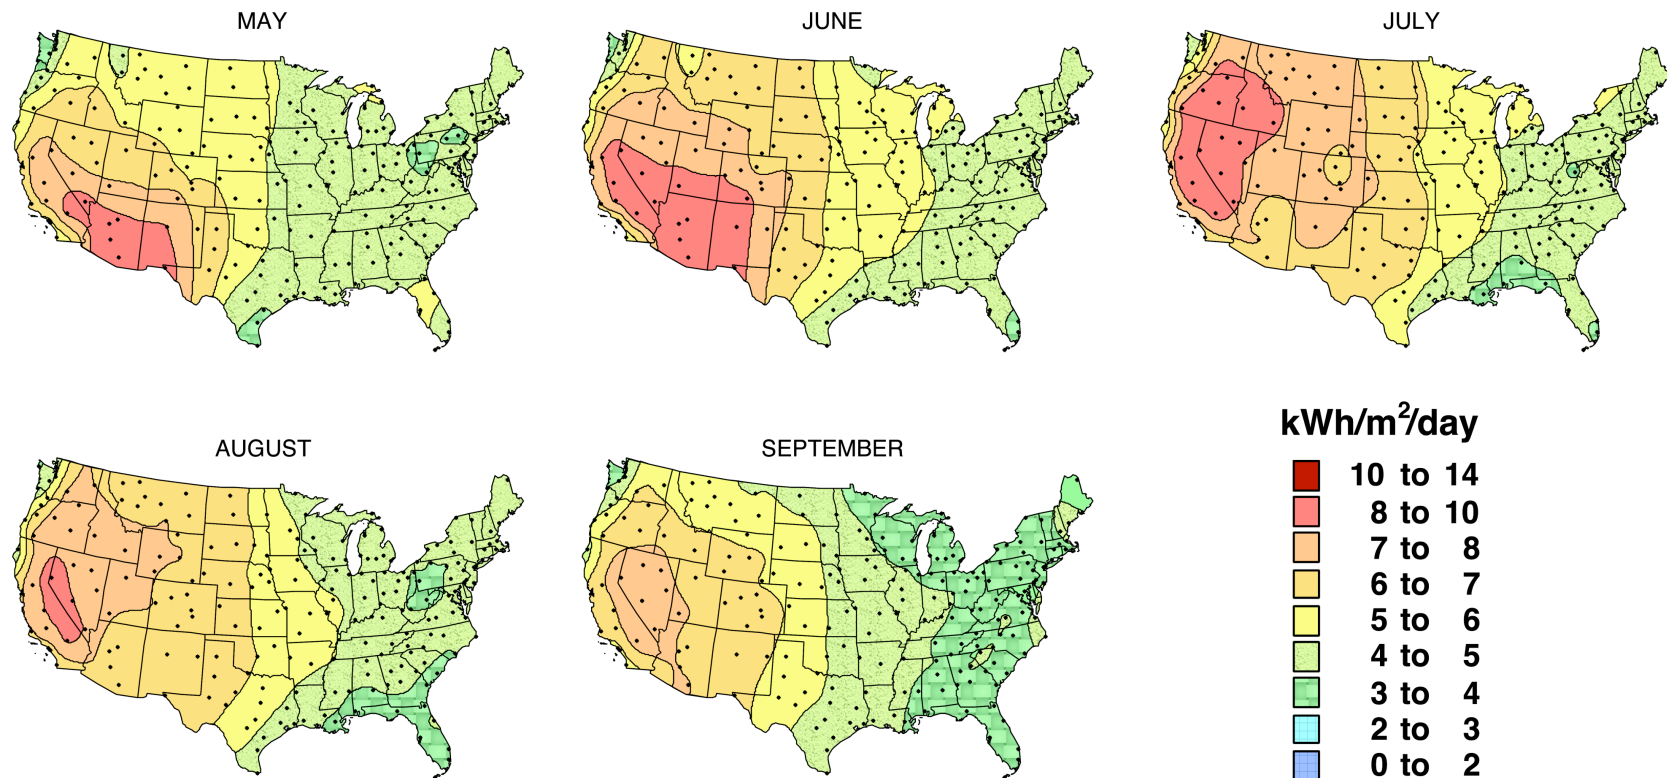 MAY
JUNE
JULY
AUGUST
SEPTEMBER
kWh/m²/day
10 to 14
8 to 10
7 to 8
6 to 7
5 to 6
4 to 5
3 to 4
2 to 3
0 to 2